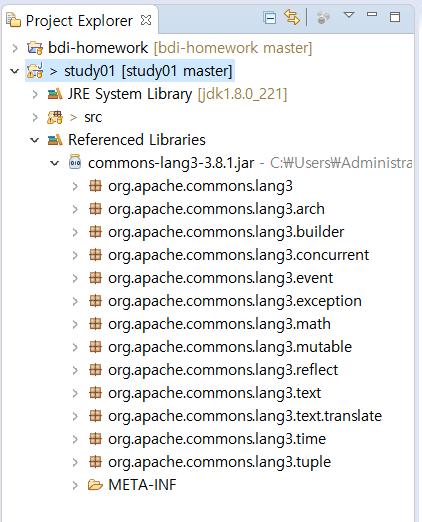 Project Explorer
bdi-homework [bdi-homework master]
> study01 [study01 master]
JRE System Library [jdk1.8.0_221]
> src
Referenced Libraries
commons-lang3-3.8.1.jar - C:₩Users₩Administra
org.apache.commons.lang3
org.apache.commons.lang3.arch
org.apache.commons.lang3.builder
org.apache.commons.lang3.concurrent
org.apache.commons.lang3.event
org.apache.commons.lang3.exception
org.apache.commons.lang3.math
org.apache.commons.lang3.mutable
org.apache.commons.lang3.reflect
org.apache.commons.lang3.text
org.apache.commons.lang3.text.translate
org.apache.commons.lang3.time
org.apache.commons.lang3.tuple
META-INF